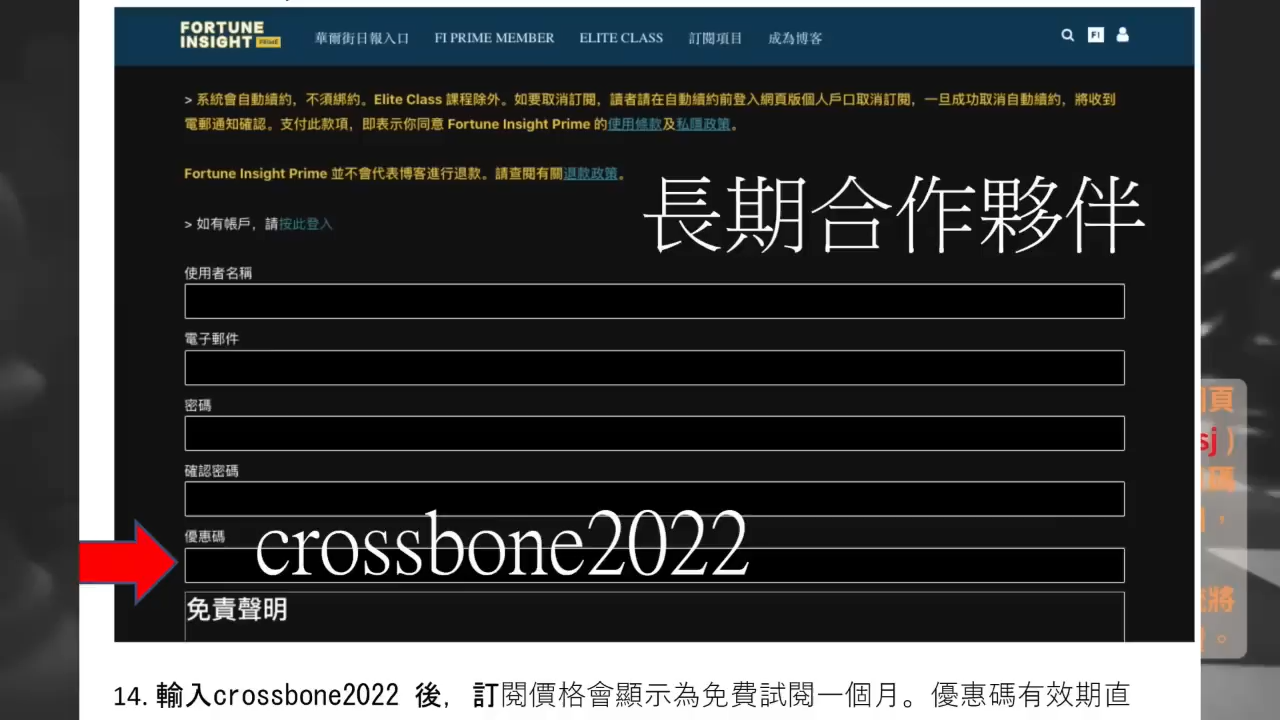 FORTUNE
INSIGHT PRIME
華爾街日報入口 FI PRIME MEMBER ELITE CLASS 訂閱項目 成為博客
FI
> 系統會自動續約，不須綁約。Elite Class 課程除外。如要取消訂閱，讀者請在自動續約前登入網頁版個人戶口取消訂閱，一旦成功取消自動續約，將收到
電郵通知確認。支付此款項，即表示你同意 Fortune Insight Prime 的使用條款及私隱政策。
Fortune Insight Prime 並不會代表博客進行退款。請查閱有關退款政策。
長期合作夥伴
> 如有帳戶，請按此登入
使用者名稱
電子郵件
密碼
確認密碼
優惠碼
crossbone2022
免責聲明
頁
sj )
碼
，
將
。
14. 輸入crossbone2022 後，訂閱價格會顯示為免費試閱一個月。優惠碼有效期直